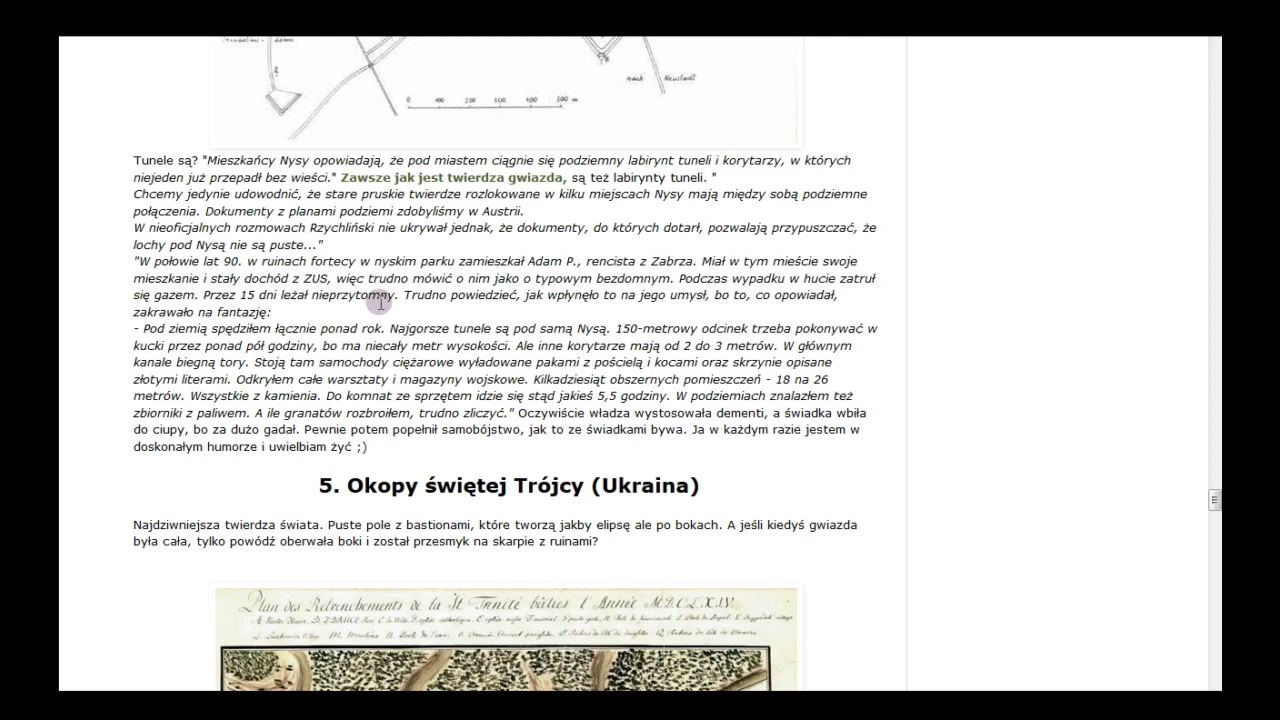 0 100 200 300 400 500 m
nach Neustadt
Tunele są? "Mieszkańcy Nysy opowiadają, że pod miastem ciągnie się podziemny labirynt tuneli i korytarzy, w których
niejeden już przepadł bez wieści." Zawsze jak jest twierdza gwiazda, są też labirynty tuneli. "
Chcemy jedynie udowodnić, że stare pruskie twierdze rozlokowane w kilku miejscach Nysy mają między sobą podziemne
połączenia. Dokumenty z planami podziemi zdobyliśmy w Austrii.
W nieoficjalnych rozmowach Rzychliński nie ukrywał jednak, że dokumenty, do których dotarł, pozwalają przypuszczać, że
lochy pod Nysą nie są puste..."
"W połowie lat 90. w ruinach fortecy w nyskim parku zamieszkał Adam P., rencista z Zabrza. Miał w tym mieście swoje
mieszkanie i stały dochód z ZUS, więc trudno mówić o nim jako o typowym bezdomnym. Podczas wypadku w hucie zatruł
się gazem. Przez 15 dni leżał nieprzytomny. Trudno powiedzieć, jak wpłynęło to na jego umysł, bo to, co opowiadał,
zakrawało na fantazję:
- Pod ziemią spędziłem łącznie ponad rok. Najgorsze tunele są pod samą Nysą. 150-metrowy odcinek trzeba pokonywać w
kucki przez ponad pół godziny, bo ma niecały metr wysokości. Ale inne korytarze mają od 2 do 3 metrów. W głównym
kanale biegną tory. Stoją tam samochody ciężarowe wyładowane pakami z pościelą i kocami oraz skrzynie opisane
złotymi literami. Odkryłem całe warsztaty i magazyny wojskowe. Kilkadziesiąt obszernych pomieszczeń - 18 na 26
metrów. Wszystkie z kamienia. Do komnat ze sprzętem idzie się stąd jakieś 5,5 godziny. W podziemiach znalazłem też
zbiorniki z paliwem. A ile granatów rozbroiłem, trudno zliczyć." Oczywiście władza wystosowała dementi, a świadka wbiła
do ciupy, bo za dużo gadał. Pewnie potem popełnił samobójstwo, jak to ze świadkami bywa. Ja w każdym razie jestem w
doskonałym humorze i uwielbiam żyć ;)
5. Okopy świętej Trójcy (Ukraina)
Najdziwniejsza twierdza świata. Puste pole z bastionami, które tworzą jakby elipsę ale po bokach. A jeśli kiedyś gwiazda
była cała, tylko powódź oberwała boki i został przesmyk na skarpie z ruinami?
Plan des Retrenchements de la St. Trinité bâties l'Année